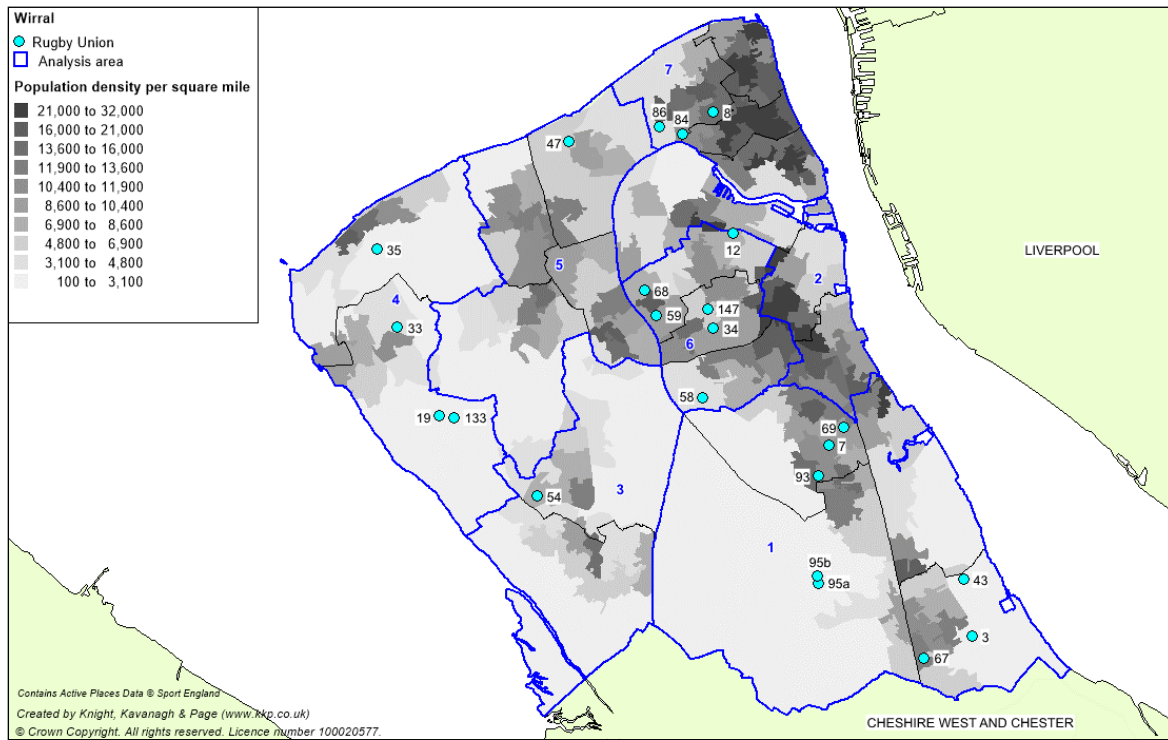 Wirral
Rugby Union
Analysis area
Population density per square mile
21,000 to 32,000
16,000 to 21,000
13,600 to 16,000
11,900 to 13,600
10,400 to 11,900
8,600 to 10,400
6,900 to 8,600
4,800 to 6,900
3,100 to 4,800
100 to 3,100
7
86
84
8
47
12
LIVERPOOL
35
5
2
68
4
147
59
33
34
6
58
19
133
69
7
93
54
3
1
95b
95a
43
3
67
Contains Active Places Data © Sport England
Created by Knight, Kavanagh & Page (www.kkp.co.uk)
© Crown Copyright. All rights reserved. Licence number 100020577.
CHESHIRE WEST AND CHESTER